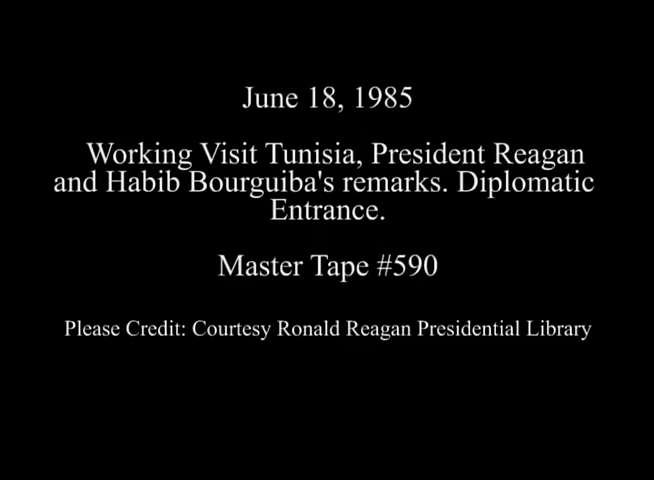 June 18, 1985
Working Visit Tunisia, President Reagan
and Habib Bourguiba's remarks. Diplomatic
Entrance.
Master Tape #590
Please Credit: Courtesy Ronald Reagan Presidential Library